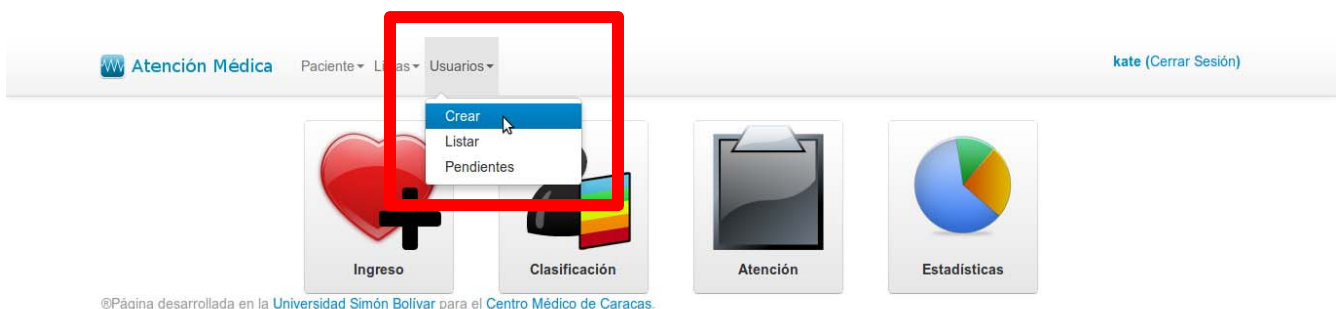 Atención Médica Paciente Usuarios kate (Cerrar Sesión)
Crear
Listar
Pendientes
Ingreso Clasificación Atención Estadísticas
®Página desarrollada en la Universidad Simón Bolívar para el Centro Médico de Caracas.